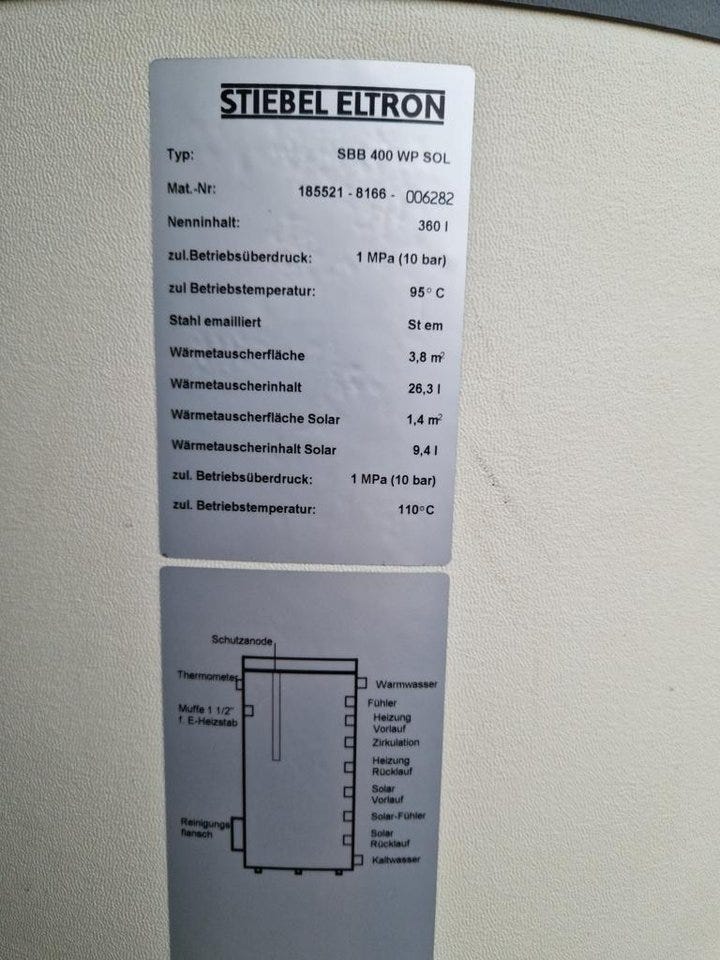 STIEBEL ELTRON
Typ: SBB 400 WP SOL
Mat.-Nr: 185521 - 8166 - 006282
Nenninhalt: 360 l
zul.Betriebsüberdruck: 1 MPa (10 bar)
zul Betriebstemperatur: 95° C
Stahl emailliert St em
Wärmetauscherfläche 3,8 m²
Wärmetauscherinhalt 26,3 l
Wärmetauscherfläche Solar 1,4 m²
Wärmetauscherinhalt Solar 9,4 l
zul. Betriebsüberdruck: 1 MPa (10 bar)
zul. Betriebstemperatur: 110°C
Schutzanode
Thermometer
Muffe 1 1/2"
f. E-Heizstab
Reinigungs
flansch
Warmwasser
Fühler
Heizung
Vorlauf
Zirkulation
Heizung
Rücklauf
Solar
Vorlauf
Solar-Fühler
Solar
Rücklauf
Kaltwasser